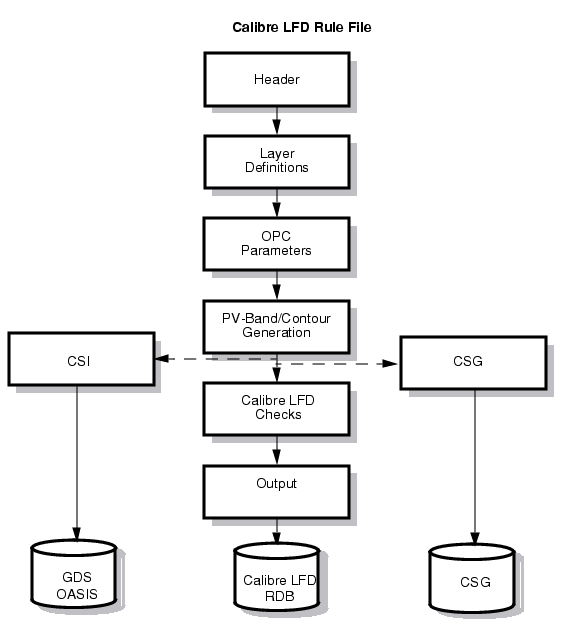 Calibre LFD Rule File
Header
Layer
Definitions
OPC
Parameters
PV-Band/Contour
Generation
CSI
CSG
Calibre LFD
Checks
Output
GDS
OASIS
Calibre LFD
RDB
CSG